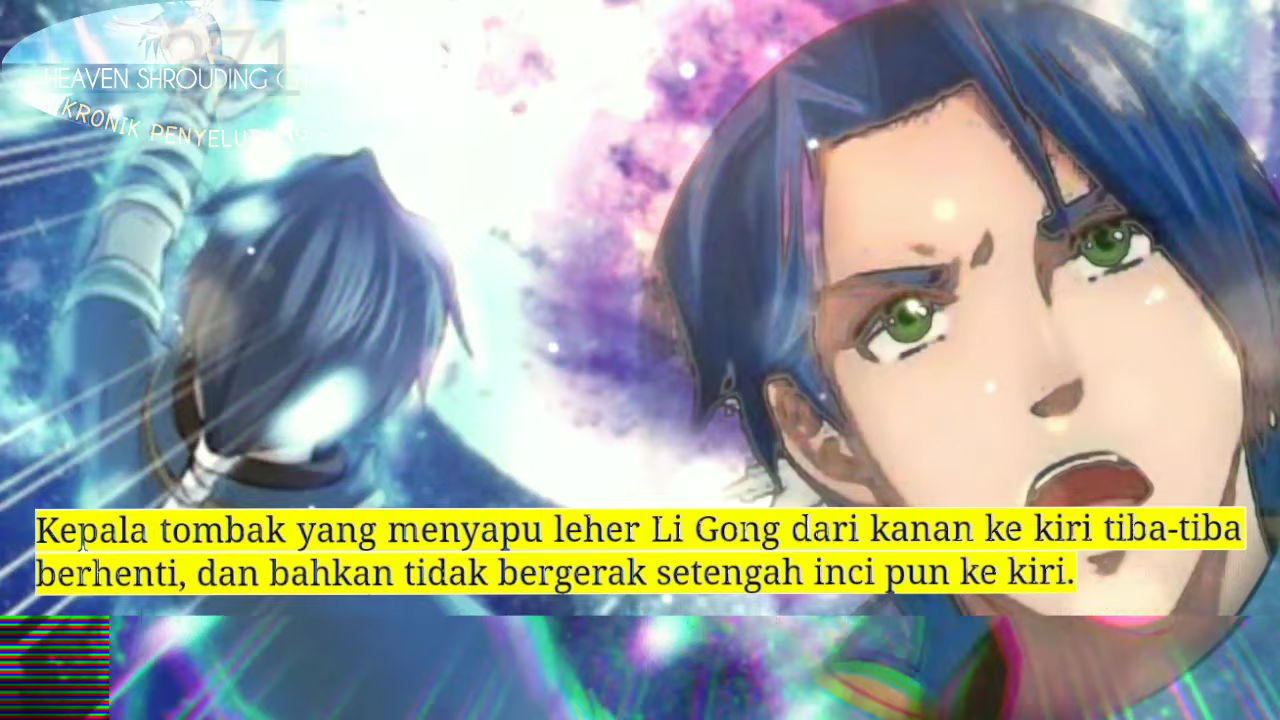 HEAVEN SHROUDING
KRONIK PENYELU
Kepala tombak yang menyapu leher Li Gong dari kanan ke kiri tiba-tiba
berhenti, dan bahkan tidak bergerak setengah inci pun ke kiri.